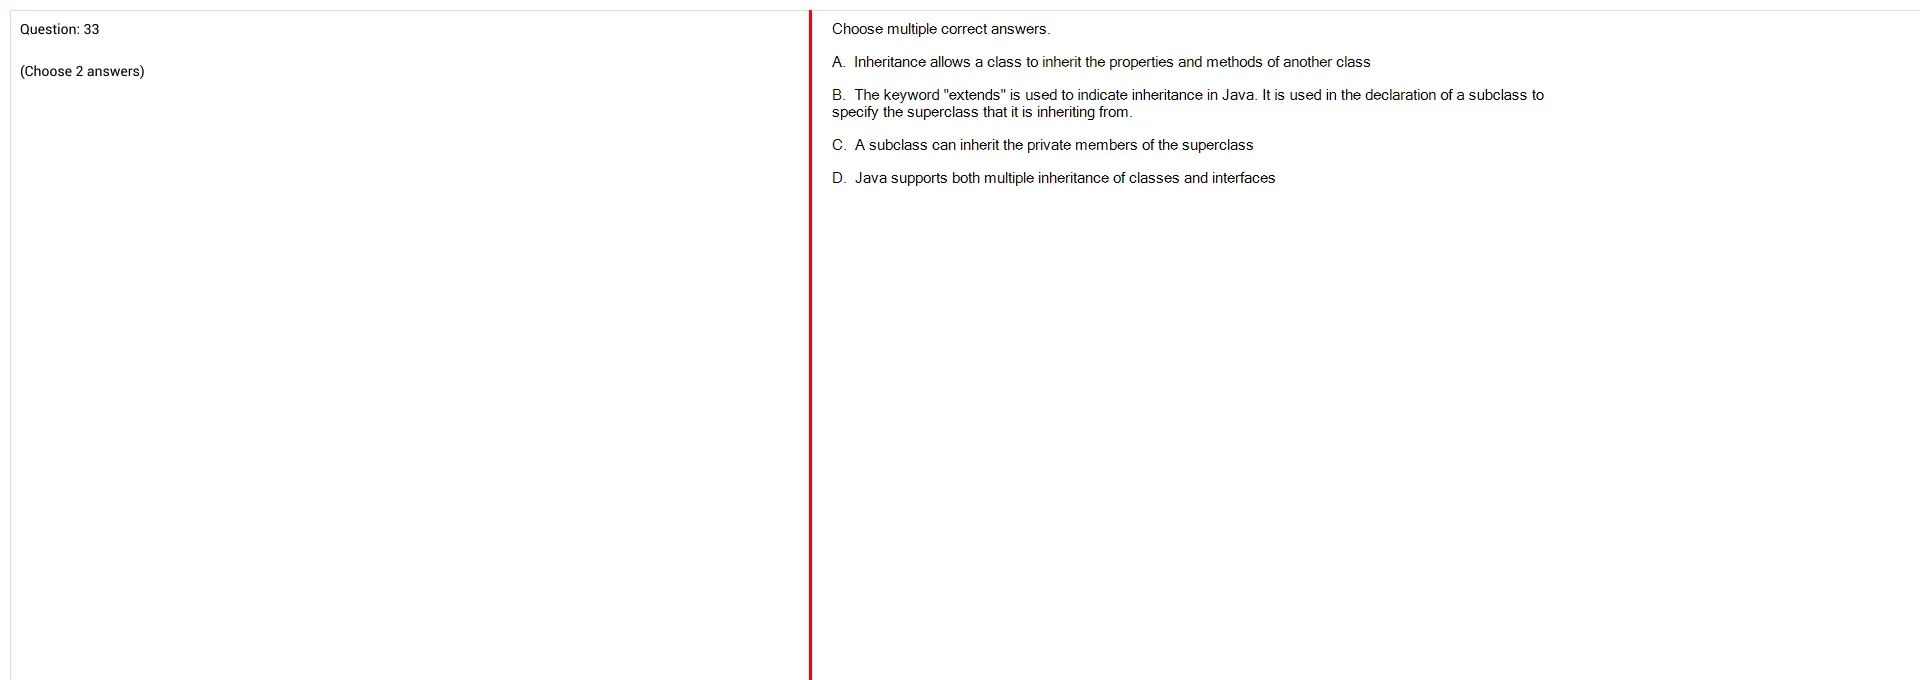 Question: 33
(Choose 2 answers)
Choose multiple correct answers.
A. Inheritance allows a class to inherit the properties and methods of another class
B. The keyword "extends" is used to indicate inheritance in Java. It is used in the declaration of a subclass to
specify the superclass that it is inheriting from.
C. A subclass can inherit the private members of the superclass
D. Java supports both multiple inheritance of classes and interfaces